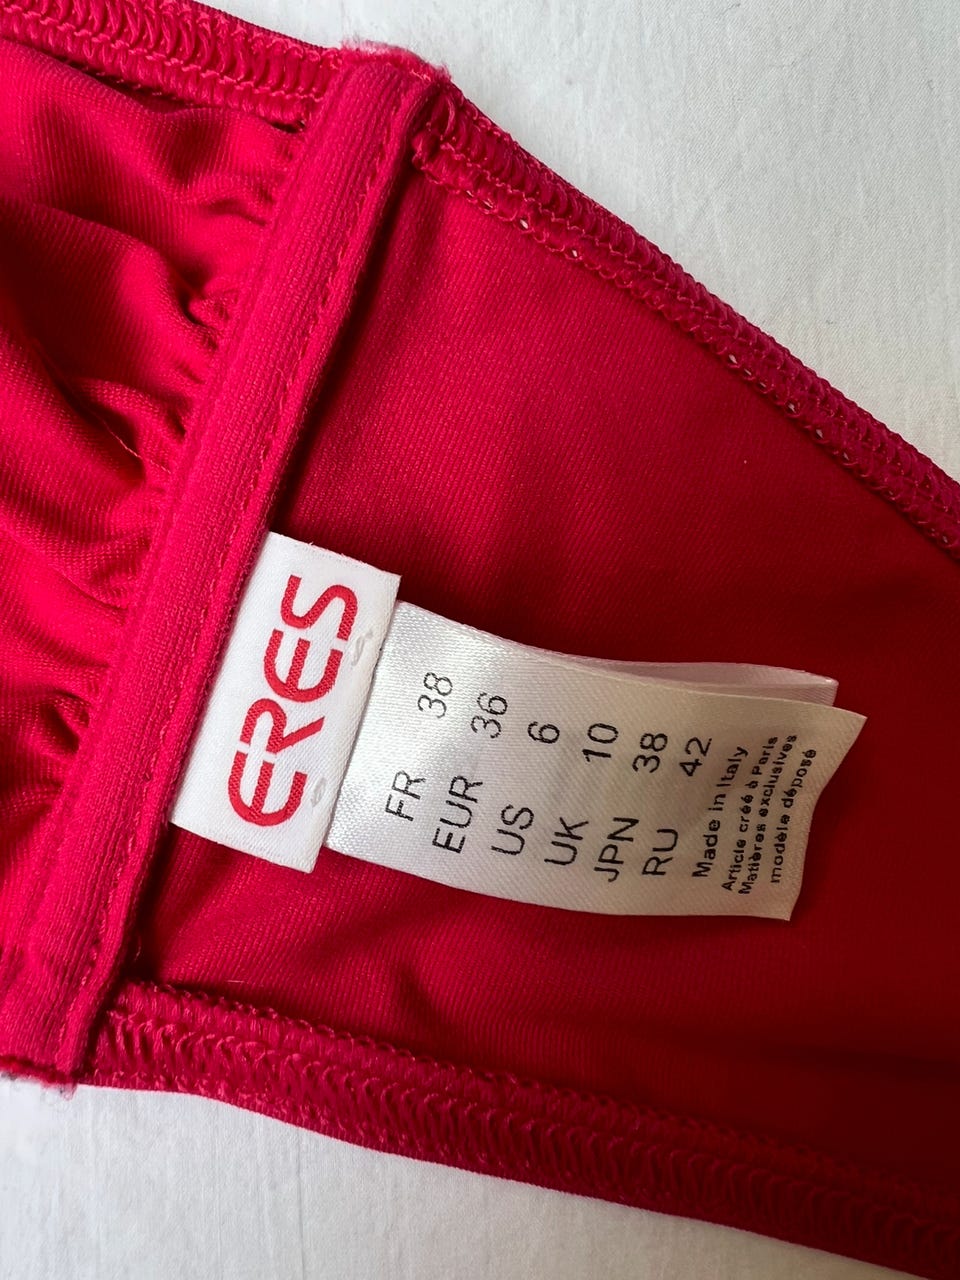 ERES
FR 38
EUR 36
US 6
UK 10
JPN 38
RU 42
Made in Italy
Article créé à Paris
Matières exclusives
modèle déposé